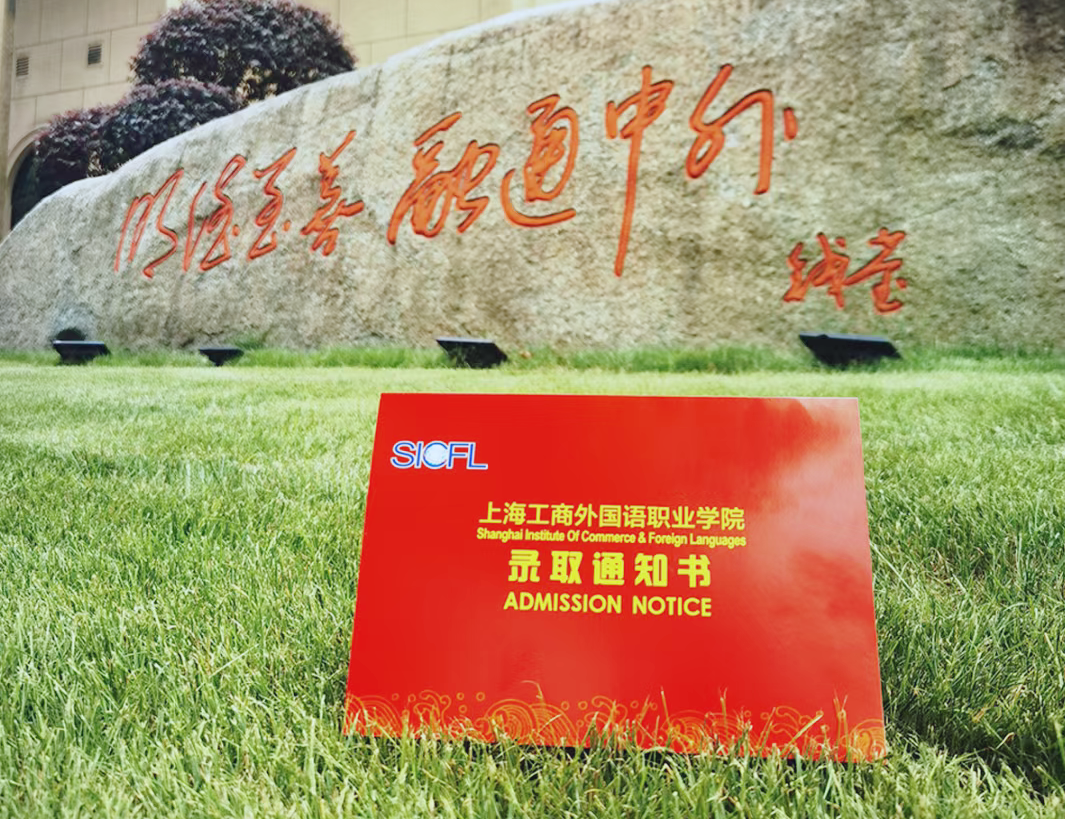 明德至善 融通中外
SICFL
上海工商外国语职业学院
Shanghai Institute Of Commerce & Foreign Languages
录取通知书
ADMISSION NOTICE